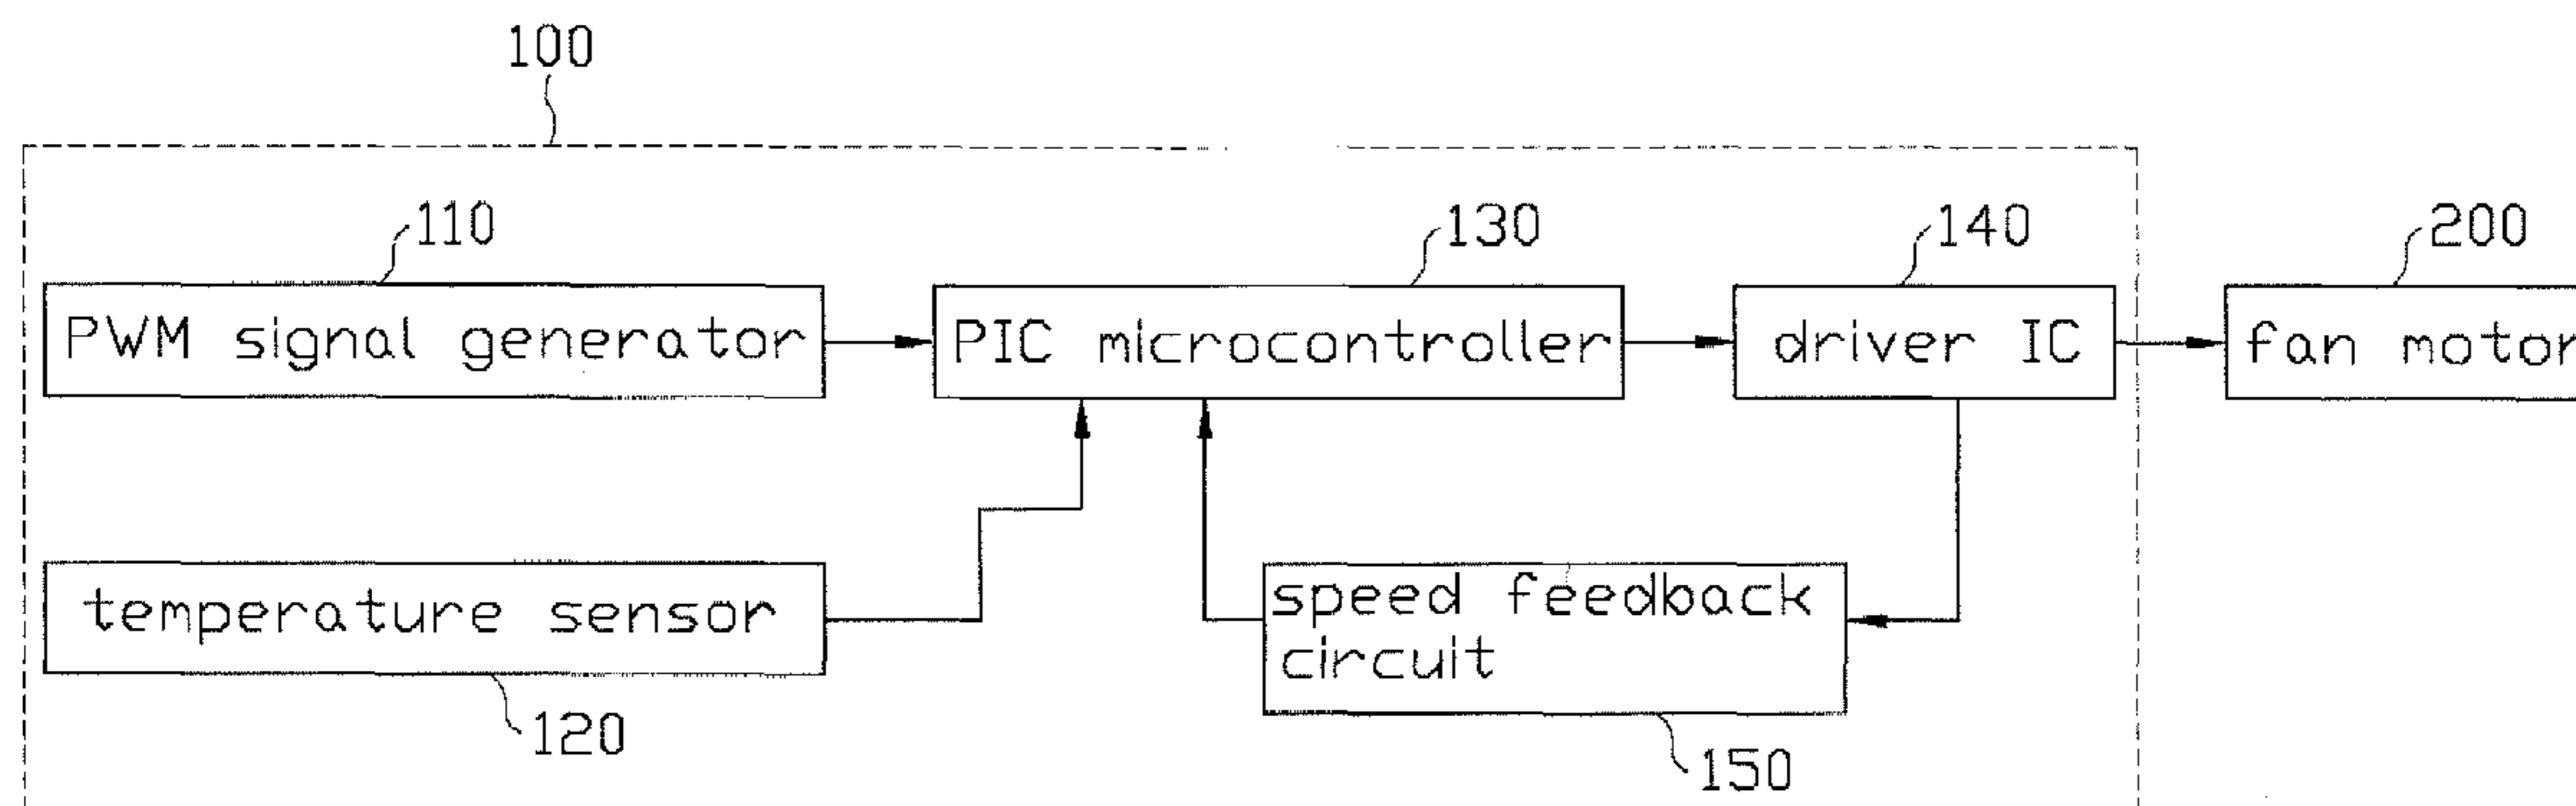 100
110
130
140
200
PWM signal generator
PIC microcontroller
driver IC
fan motor
temperature sensor
speed feedback
circuit
120
150